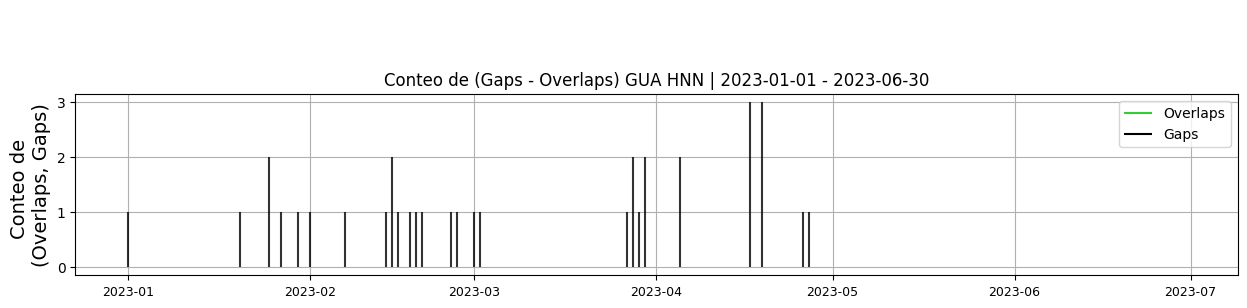 Conteo de (Gaps - Overlaps) GUA HNN | 2023-01-01 - 2023-06-30
Conteo de
(Overlaps, Gaps)
3
2
1
0
Overlaps
Gaps
2023-01
2023-02
2023-03
2023-04
2023-05
2023-06
2023-07